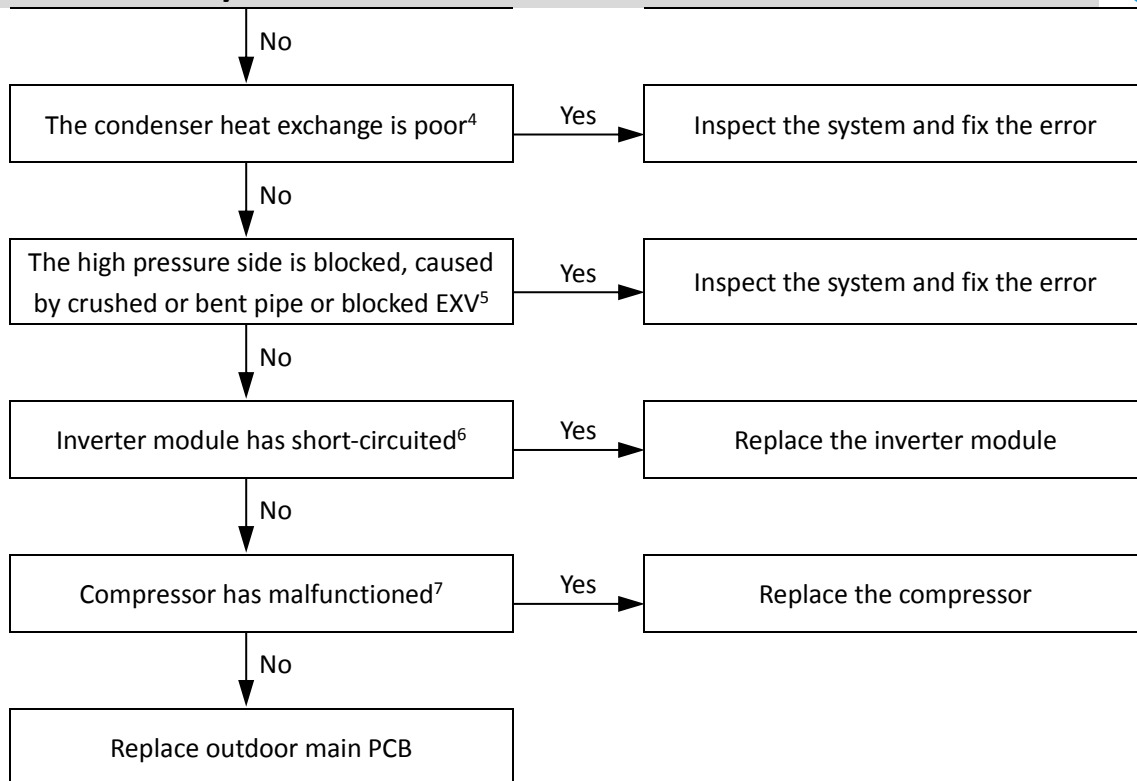 No
The condenser heat exchange is poor4
Yes
Inspect the system and fix the error
No
The high pressure side is blocked, caused
by crushed or bent pipe or blocked EXV5
Yes
Inspect the system and fix the error
No
Inverter module has short-circuited6
Yes
Replace the inverter module
No
Compressor has malfunctioned7
Yes
Replace the compressor
No
Replace outdoor main PCB